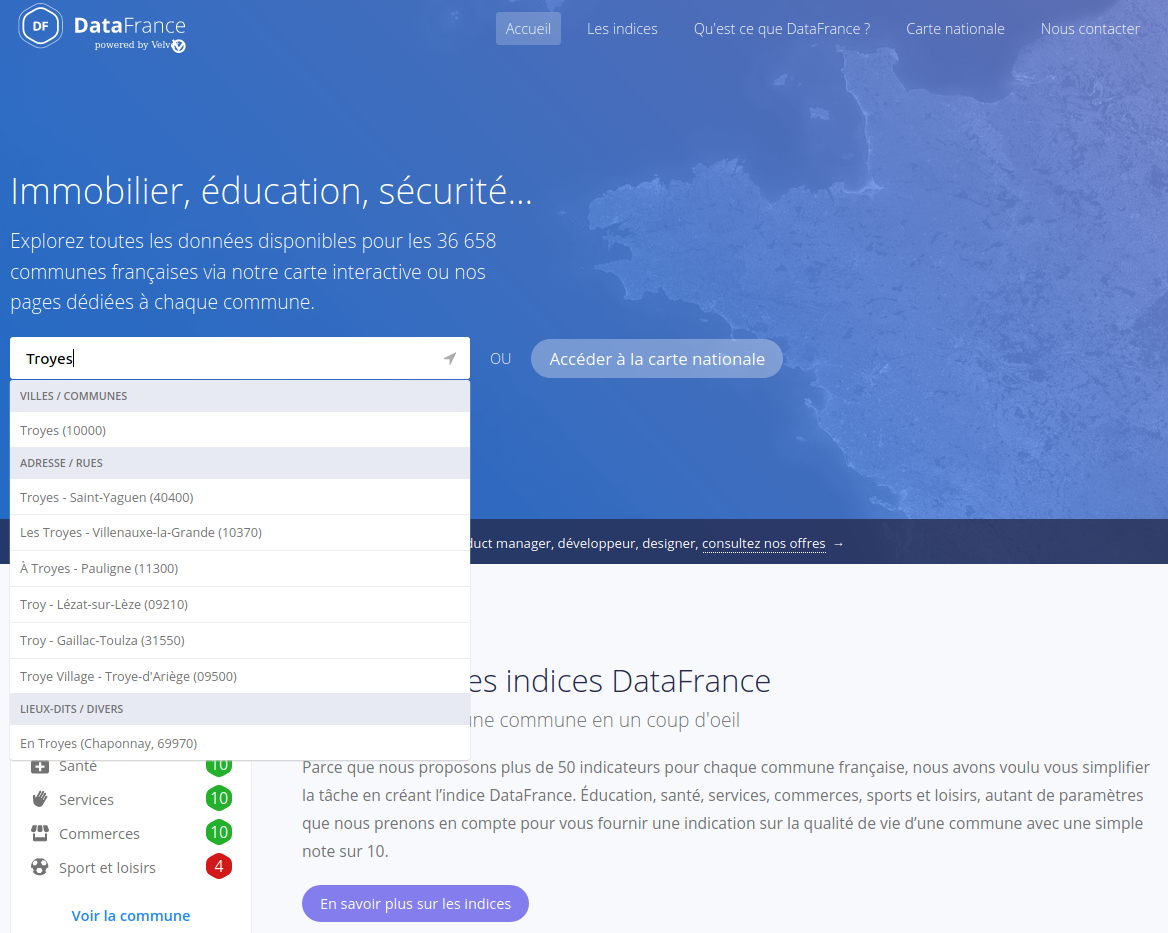 DF
DataFrance
powered by Velvet
Accueil
Les indices
Qu'est ce que DataFrance ?
Carte nationale
Nous contacter
Immobilier, éducation, sécurité...
Explorez toutes les données disponibles pour les 36 658
communes françaises via notre carte interactive ou nos
pages dédiées à chaque commune.
Troyes
OU
Accéder à la carte nationale
VILLES / COMMUNES
Troyes (10000)
ADRESSE / RUES
Troyes - Saint-Yaguen (40400)
Les Troyes - Villenauxe-la-Grande (10370)
À Troyes - Pauligne (11300)
Troy - Lézat-sur-Lèze (09210)
Troy - Gaillac-Toulza (31550)
Troye Village - Troye-d'Ariège (09500)
LIEUX-DITS / DIVERS
En Troyes (Chaponnay, 69970)
manager, développeur, designer, consultez nos offres →
indices DataFrance
commune en un coup d'oeil
Santé 10
Services 10
Commerces 10
Sport et loisirs 4
Voir la commune
Parce que nous proposons plus de 50 indicateurs pour chaque commune française, nous avons voulu vous simplifier
la tâche en créant l’indice DataFrance. Éducation, santé, services, commerces, sports et loisirs, autant de paramètres
que nous prenons en compte pour vous fournir une indication sur la qualité de vie d’une commune avec une simple
note sur 10.
En savoir plus sur les indices